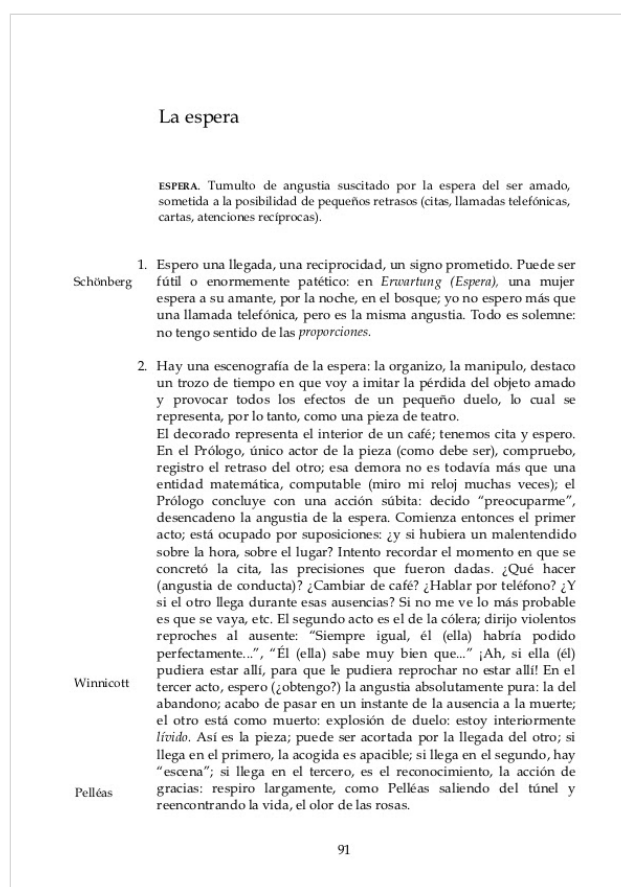 La espera
ESPERA. Tumulto de angustia suscitado por la espera del ser amado,
sometida a la posibilidad de pequeños retrasos (citas, llamadas telefónicas,
cartas, atenciones recíprocas).
1. Espero una llegada, una reciprocidad, un signo prometido. Puede ser
Schönberg fútil o enormemente patético: en Erwartung (Espera), una mujer
espera a su amante, por la noche, en el bosque; yo no espero más que
una llamada telefónica, pero es la misma angustia. Todo es solemne:
no tengo sentido de las proporciones.
2. Hay una escenografía de la espera: la organizo, la manipulo, destaco
un trozo de tiempo en que voy a imitar la pérdida del objeto amado
y provocar todos los efectos de un pequeño duelo, lo cual se
representa, por lo tanto, como una pieza de teatro.
El decorado representa el interior de un café; tenemos cita y espero.
En el Prólogo, único actor de la pieza (como debe ser), compruebo,
registro el retraso del otro; esa demora no es todavía más que una
entidad matemática, computable (miro mi reloj muchas veces); el
Prólogo concluye con una acción súbita: decido “preocuparme”,
desencadeno la angustia de la espera. Comienza entonces el primer
acto; está ocupado por suposiciones: ¿y si hubiera un malentendido
sobre la hora, sobre el lugar? Intento recordar el momento en que se
concretó la cita, las precisiones que fueron dadas. ¿Qué hacer
(angustia de conducta)? ¿Cambiar de café? ¿Hablar por teléfono? ¿Y
si el otro llega durante esas ausencias? Si no me ve lo más probable
es que se vaya, etc. El segundo acto es el de la cólera; dirijo violentos
reproches al ausente: “Siempre igual, él (ella) habría podido
perfectamente...”, “Él (ella) sabe muy bien que...” ¡Ah, si ella (él)
pudiera estar allí, para que le pudiera reprochar no estar allí! En el
Winnicott tercer acto, espero (¿obtengo?) la angustia absolutamente pura: la del
abandono; acabo de pasar en un instante de la ausencia a la muerte;
el otro está como muerto: explosión de duelo: estoy interiormente
lívido. Así es la pieza; puede ser acortada por la llegada del otro; si
llega en el primero, la acogida es apacible; si llega en el segundo, hay
“escena”; si llega en el tercero, es el reconocimiento, la acción de
Pelléas gracias: respiro largamente, como Pelléas saliendo del túnel y
reencontrando la vida, el olor de las rosas.
91